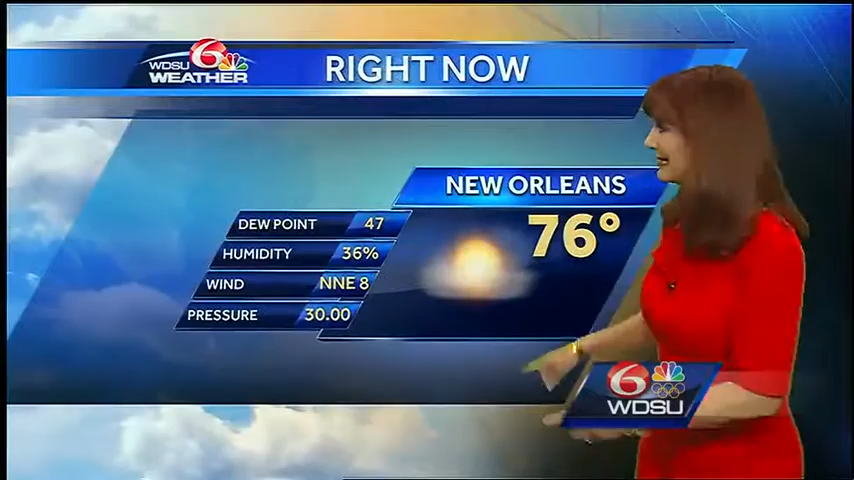 WDSU 6
WEATHER
RIGHT NOW
NEW ORLEANS
76°
DEW POINT 47
HUMIDITY 36%
WIND NNE 8
PRESSURE 30.00
6
WDSU